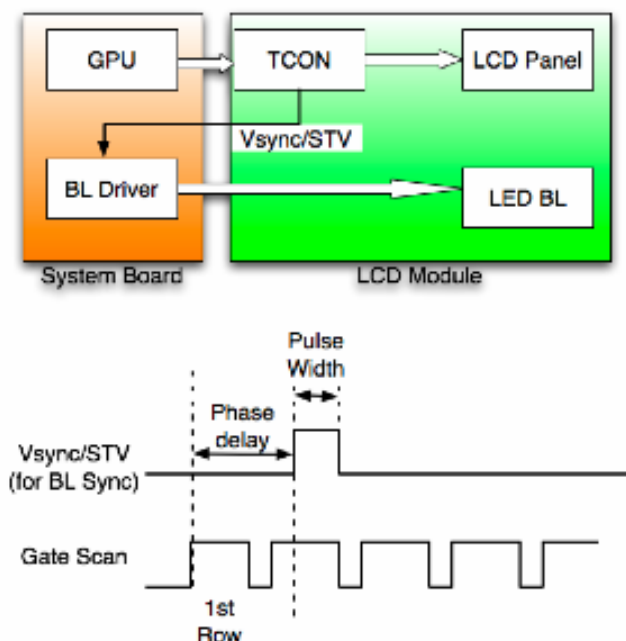 GPU
TCON
LCD Panel
Vsync/STV
BL Driver
LED BL
System Board
LCD Module
Pulse
Width
Phase
delay
Vsync/STV
(for BL Sync)
Gate Scan
1st
Row